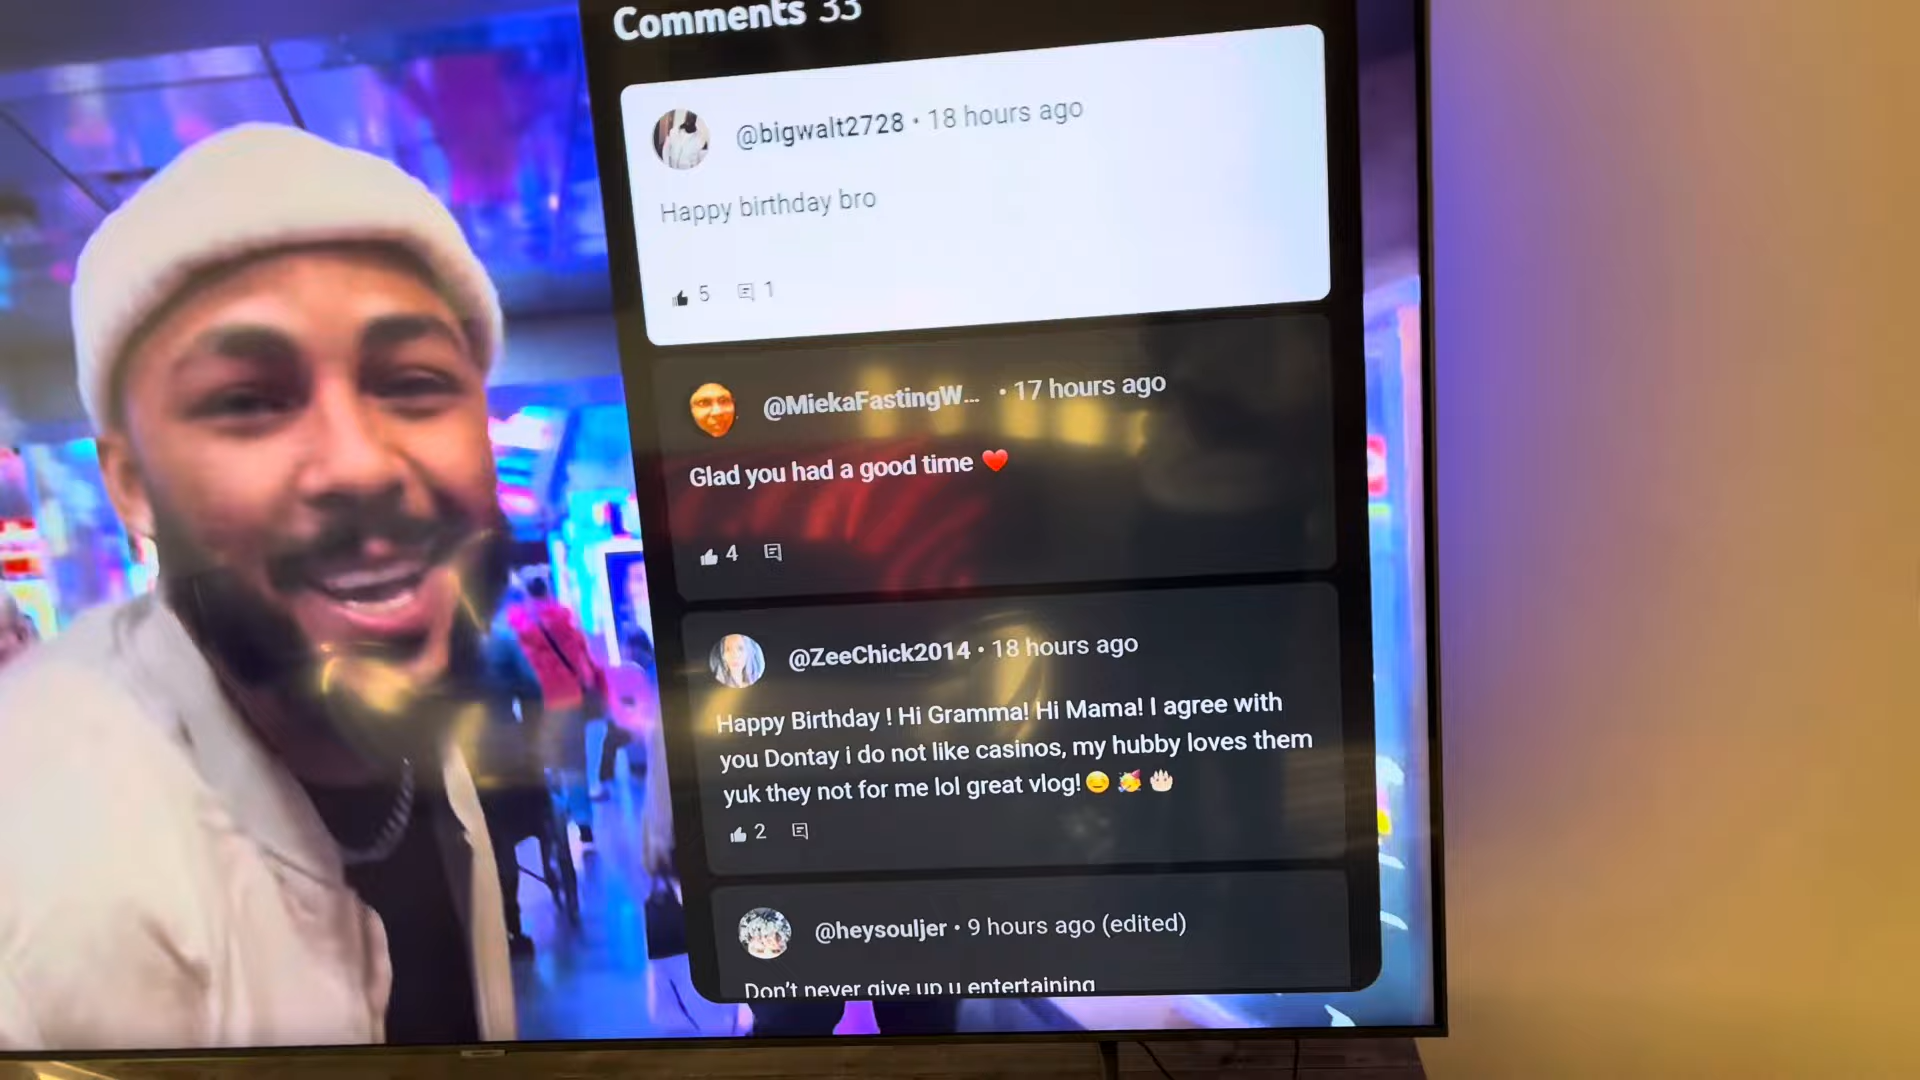 Comments 33
@bigwalt2728 • 18 hours ago
Happy birthday bro
5 1
@MiekaFastingW... • 17 hours ago
Glad you had a good time ❤️
4
@ZeeChick2014 • 18 hours ago
Happy Birthday ! Hi Gramma! Hi Mama! I agree with
you Dontay i do not like casinos, my hubby loves them
yuk they not for me lol great vlog!😊 🥳 🎂
2
@heysouljer • 9 hours ago (edited)
Don't never give up u entertaining